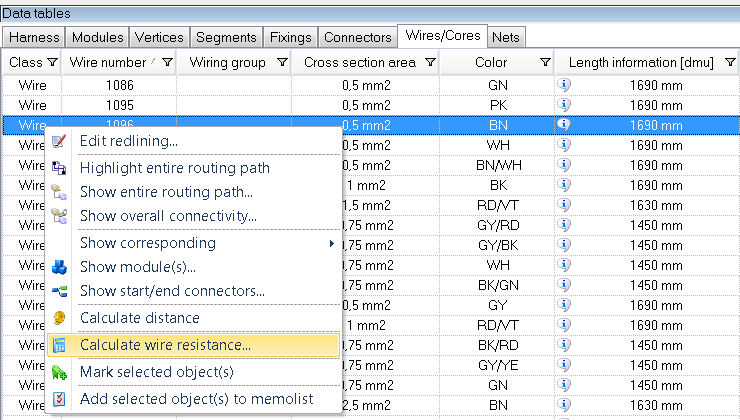 Data tables
Harness Modules Vertices Segments Fixings Connectors Wires/Cores Nets
Class Wire number Wiring group Cross section area Color Length information [dmu]
Wire 1086 0,5 mm2 GN 1690 mm
Wire 1095 0,5 mm2 PK 1690 mm
Wire 1096 0,5 mm2 BN 1690 mm
Wire 0,5 mm2 WH 1690 mm
Wire 0,5 mm2 BN/WH 1690 mm
Wire 1 mm2 BK 1690 mm
Wire 1,5 mm2 RD/VT 1630 mm
Wire 0,75 mm2 GY/RD 1450 mm
Wire 0,75 mm2 GY/BK 1450 mm
Wire 0,75 mm2 WH 1450 mm
Wire 0,75 mm2 BK/GN 1450 mm
Wire 0,5 mm2 GY 1690 mm
Wire 1 mm2 RD/VT 1690 mm
Wire 0,75 mm2 BK/RD 1450 mm
Wire 0,75 mm2 GY/YE 1450 mm
Wire 0,75 mm2 GN 1450 mm
Wire 2,5 mm2 BN 1630 mm
Edit redlining...
Highlight entire routing path
Show entire routing path...
Show overall connectivity...
Show corresponding
Show module(s)...
Show start/end connectors...
Calculate distance
Calculate wire resistance...
Mark selected object(s)
Add selected object(s) to memolist